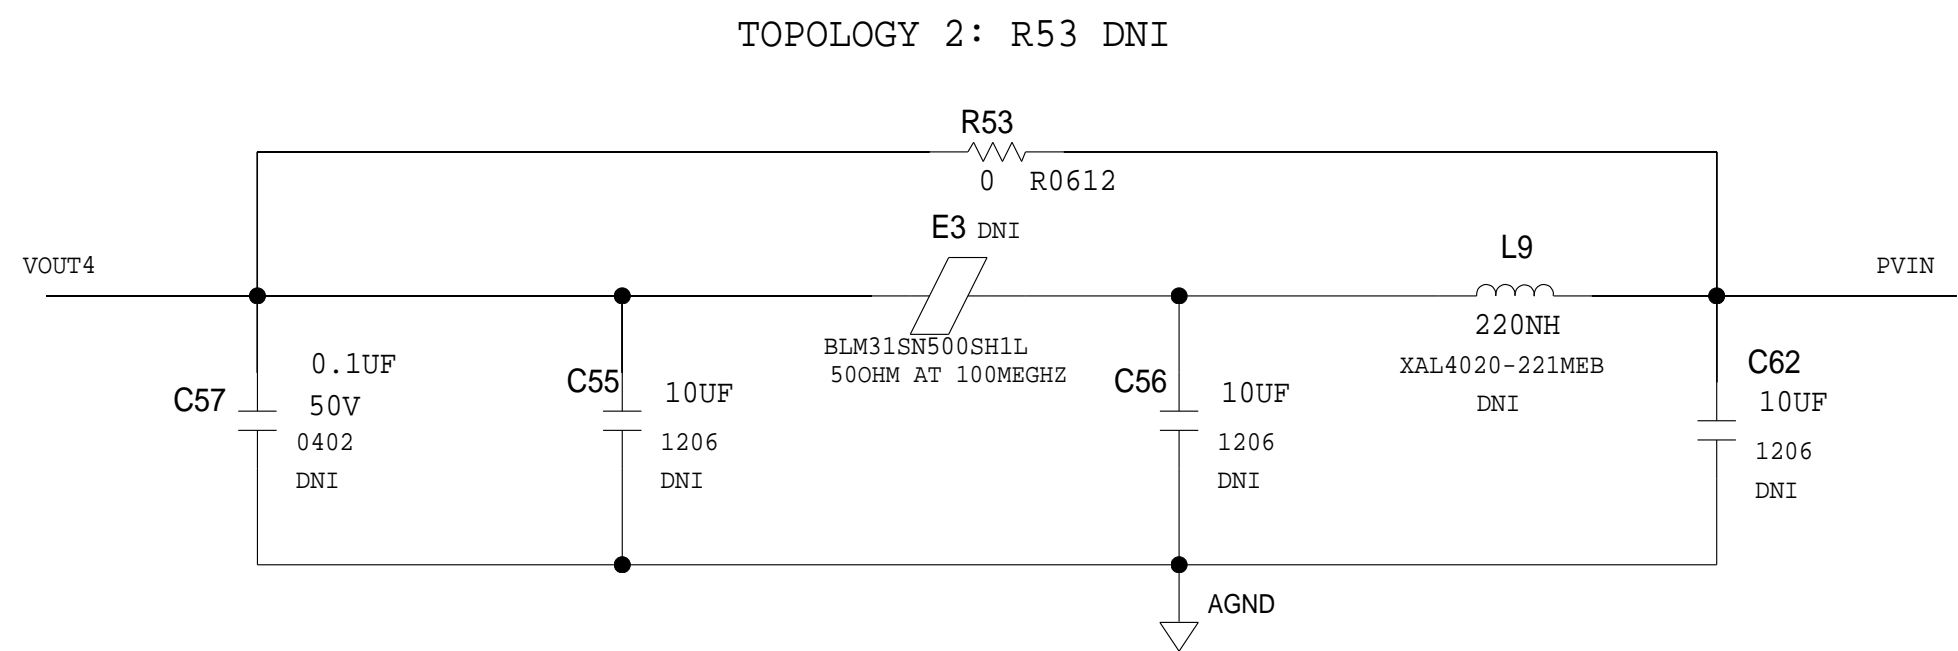 TOPOLOGY 2: R53 DNI
R53
0 R0612
E3 DNI
L9
VOUT4
PVIN
220NH
BLM31SN500SH1L
50OHM AT 100MEGHZ
XAL4020-221MEB
DNI
C57
0.1UF
50V
0402
DNI
C55
10UF
1206
DNI
C56
10UF
1206
DNI
C62
10UF
1206
DNI
AGND